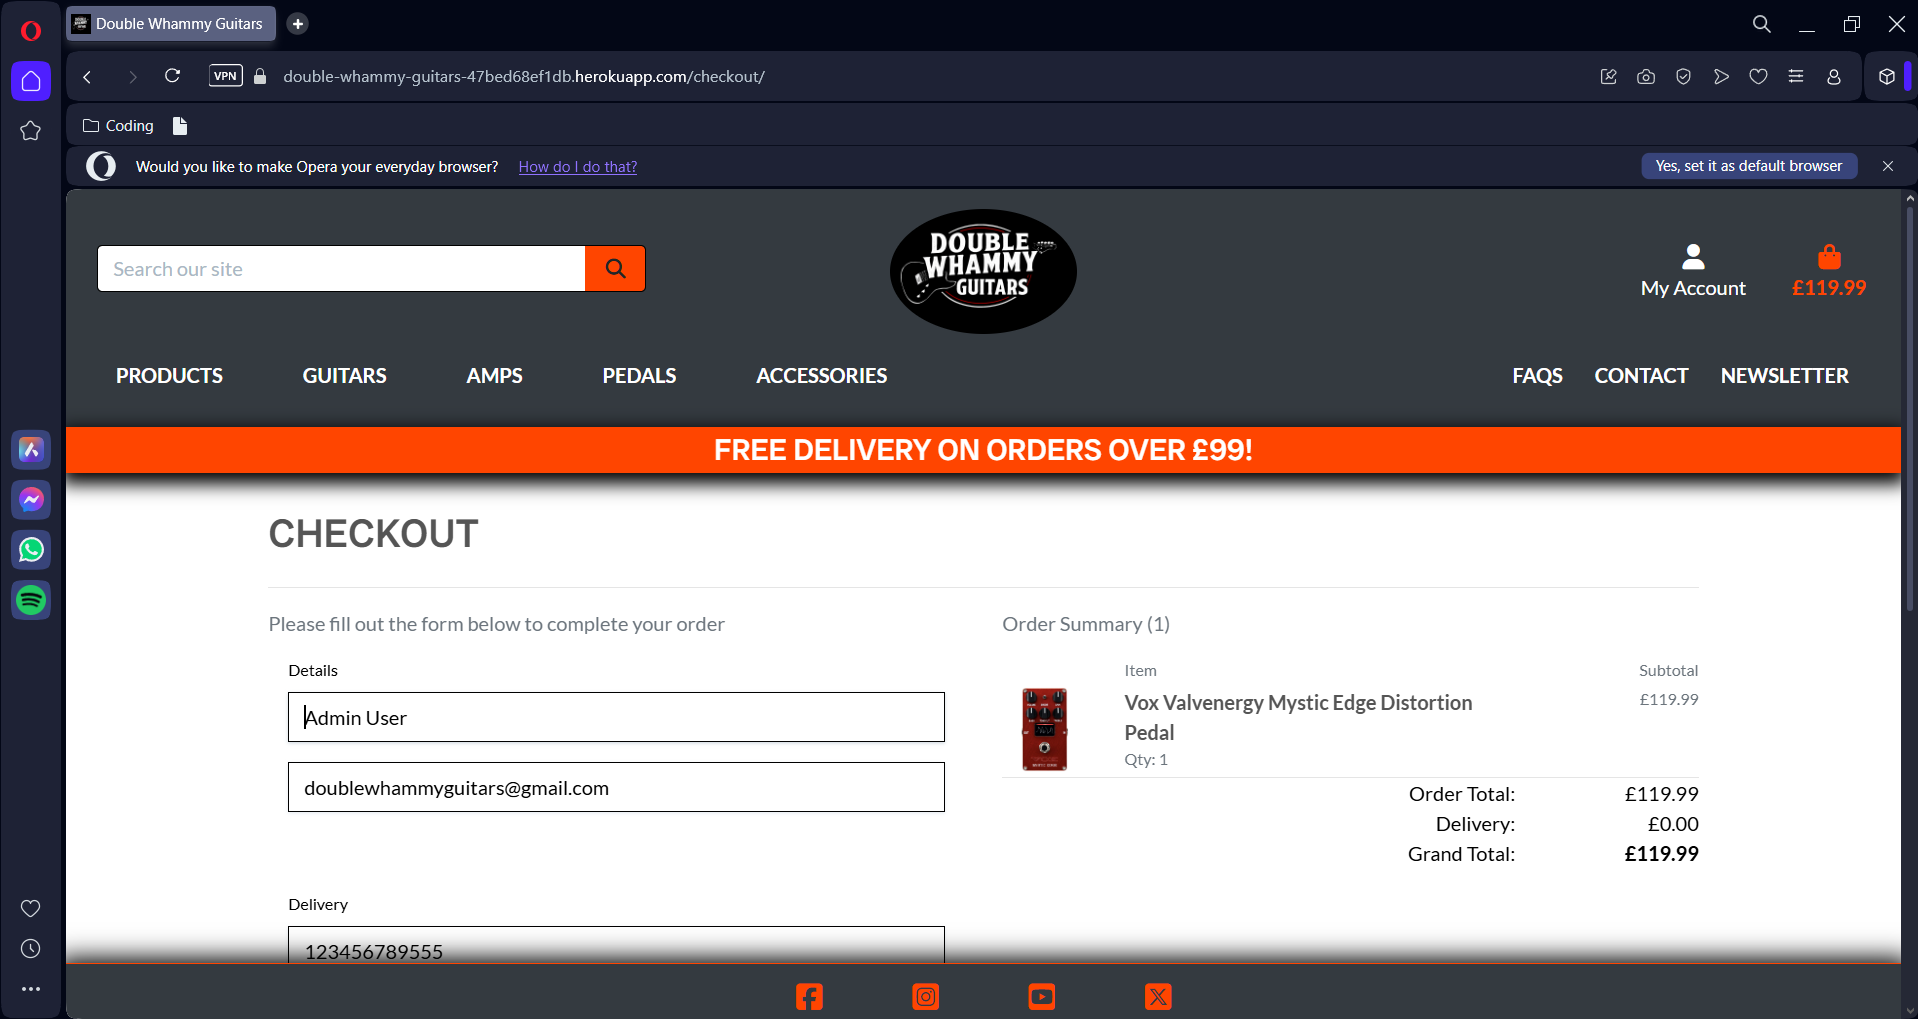 Double Whammy Guitars
VPN
double-whammy-guitars-47bed68ef1db.herokuapp.com/checkout/
Coding
Would you like to make Opera your everyday browser? How do I do that?
Yes, set it as default browser
Search our site
DOUBLE
WHAMMY
GUITARS
My Account
£119.99
PRODUCTS
GUITARS
AMPS
PEDALS
ACCESSORIES
FAQS
CONTACT
NEWSLETTER
FREE DELIVERY ON ORDERS OVER £99!
CHECKOUT
Please fill out the form below to complete your order
Details
Admin User
doublewhammyguitars@gmail.com
Delivery
123456789555
Order Summary (1)
Item
Subtotal
Vox Valvenergy Mystic Edge Distortion
Pedal
£119.99
Qty: 1
Order Total: £119.99
Delivery: £0.00
Grand Total: £119.99